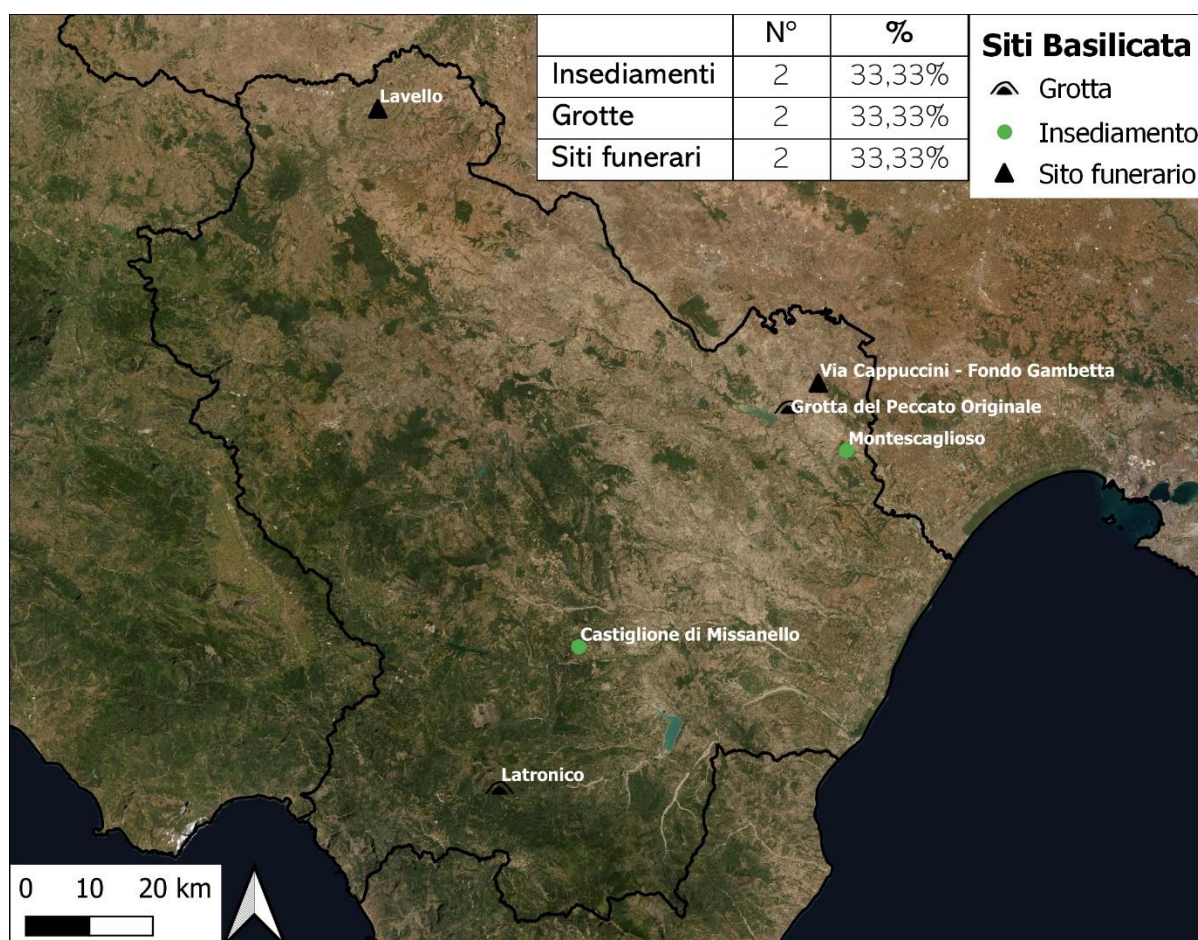 N° %
Insediamenti 2 33,33%
Grotte 2 33,33%
Siti funerari 2 33,33%
Siti Basilicata
Grotta
Insediamento
Sito funerario
Lavello
Via Cappuccini - Fondo Gambetta
Grotta del Peccato Originale
Montescaglioso
Castiglione di Missanello
Latronico
0 10 20 km